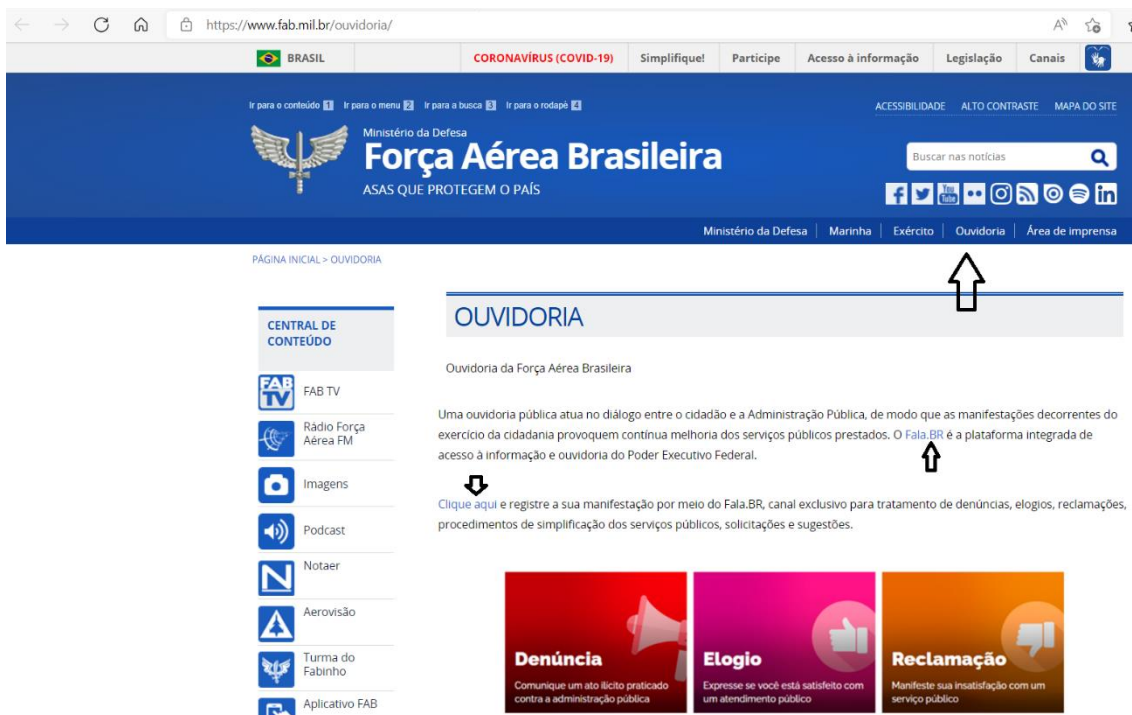 https://www.fab.mil.br/ouvidoria/
BRASIL CORONAVÍRUS (COVID-19) Simplifique! Participe Acesso à informação Legislação Canais
Ir para o conteúdo 1 Ir para o menu 2 Ir para a busca 3 Ir para o rodapé 4 ACESSIBILIDADE ALTO CONTRASTE MAPA DO SITE
Ministério da Defesa
Força Aérea Brasileira
ASAS QUE PROTEGEM O PAÍS
Buscar nas notícias
You Tube
Ministério da Defesa Marinha Exército Ouvidoria Área de imprensa
PÁGINA INICIAL > OUVIDORIA
CENTRAL DE
CONTEÚDO
FAB TV
FAB TV
Rádio Força
Aérea FM
Imagens
Podcast
Notaer
Aerovisão
Turma do
Fabinho
Aplicativo FAB
OUVIDORIA
Ouvidoria da Força Aérea Brasileira
Uma ouvidoria pública atua no diálogo entre o cidadão e a Administração Pública, de modo que as manifestações decorrentes do
exercício da cidadania provoquem contínua melhoria dos serviços públicos prestados. O Fala.BR é a plataforma integrada de
acesso à informação e ouvidoria do Poder Executivo Federal.
Clique aqui e registre a sua manifestação por meio do Fala.BR, canal exclusivo para tratamento de denúncias, elogios, reclamações,
procedimentos de simplificação dos serviços públicos, solicitações e sugestões.
Denúncia
Comunique um ato ilícito praticado
contra a administração pública
Elogio
Expresse se você está satisfeito com
um atendimento público
Reclamação
Manifeste sua insatisfação com um
serviço público